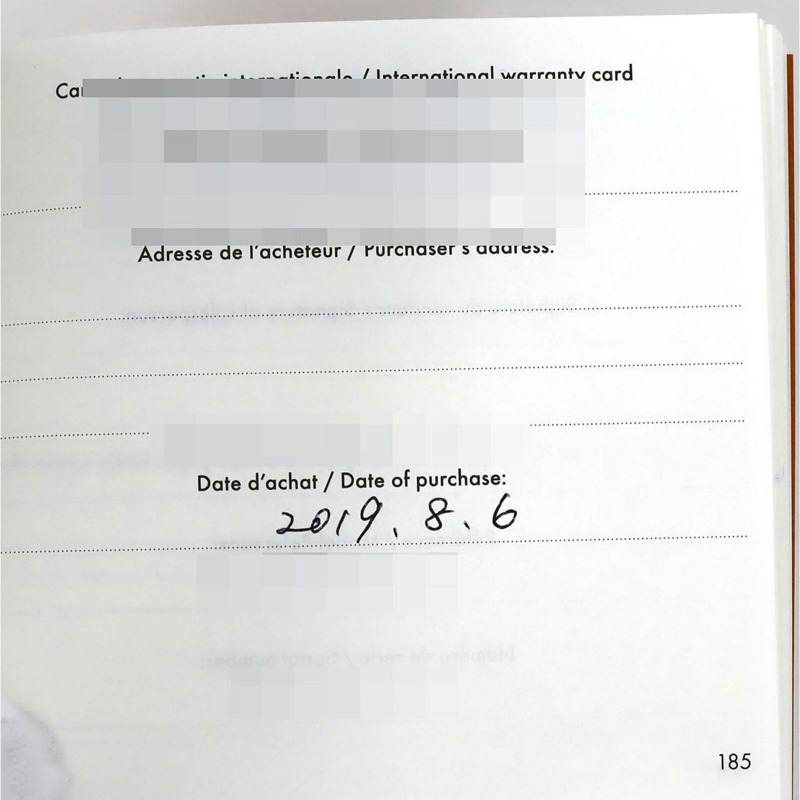 / International warranty card
Adresse de l'acheteur / Purchaser's address:
Date d'achat / Date of purchase:
2019.8.6
185